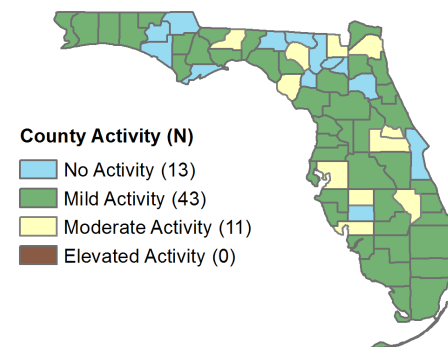 County Activity (N)
No Activity (13)
Mild Activity (43)
Moderate Activity (11)
Elevated Activity (0)